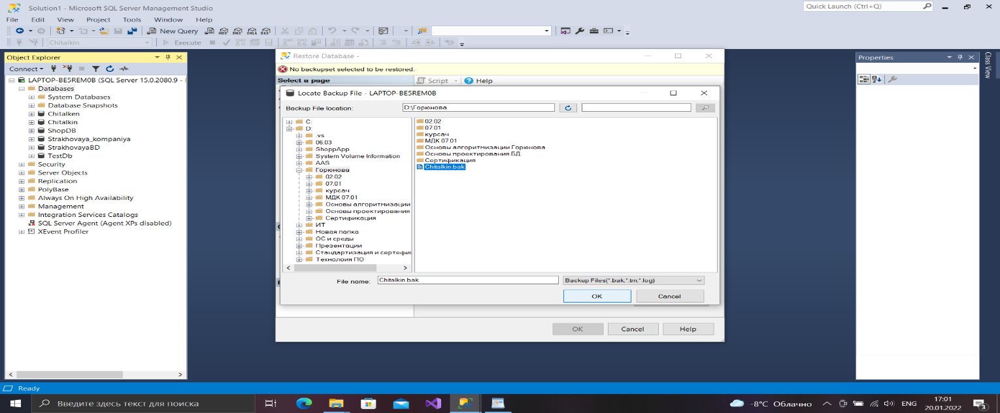 Solution1 - Microsoft SQL Server Management Studio
Quick Launch (Ctrl+Q)
File Edit View Project Tools Window Help
New Query MDX DMX XMLA DAX
Chitalkin Execute
Object Explorer
Connect
LAPTOP-BE5REM0B (SQL Server 15.0.2080.9 -
Databases
System Databases
Database Snapshots
Chitalken
Chitalkin
ShopDB
Strakhovaya_kompaniya
StrakhovayaBD
TestDb
Security
Server Objects
Replication
PolyBase
Always On High Availability
Management
Integration Services Catalogs
SQL Server Agent (Agent XPs disabled)
XEvent Profiler
Restore Database -
No backupset selected to be restored.
Select a page
Script Help
Locate Backup File - LAPTOP-BE5REM0B
Backup File location: D:\Горюнова
C:
D:
.vs
06.03
ShoppApp
System Volume Information
AAS
Горюнова
02.02
07.01
курсач
МДК 07.01
Основы алгоритмизации
Основы проектирования
Сертификация
ИТ
Новая папка
ОС и среды
Презентации
Стандартизация и сертефи
Технолоия ПО
02.02
07.01
курсач
МДК 07.01
Основы алгоритмизации Горюнова
Основы проектирования БД
Сертификация
Chitalkin.bak
File name: Chitalkin.bak Backup Files(*.bak;*.trn;*.log)
OK Cancel
OK Cancel Help
Properties
Class View
Ready
Введите здесь текст для поиска
-8°C Облачно ENG 17:01
20.01.2022
3